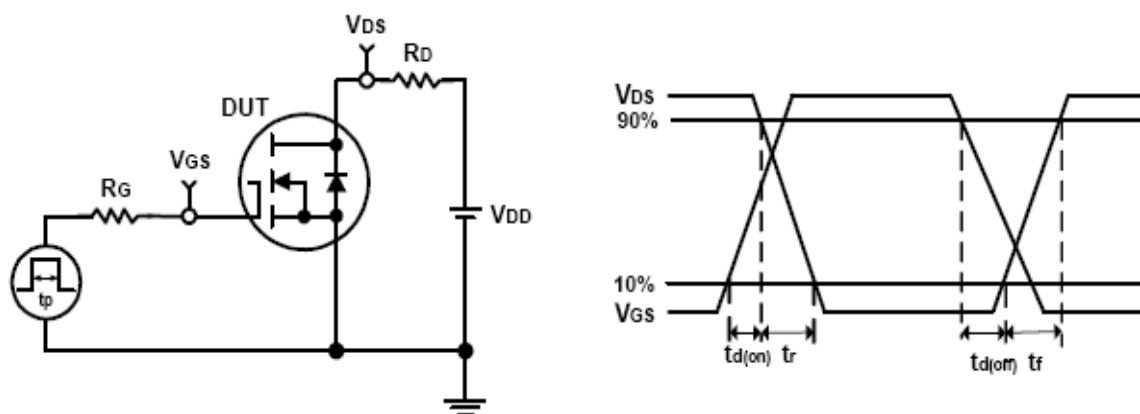 VDS
RD
DUT
VGS
RG
VDD
tp
VDS
90%
10%
VGS
td(on) tr
td(off) tf